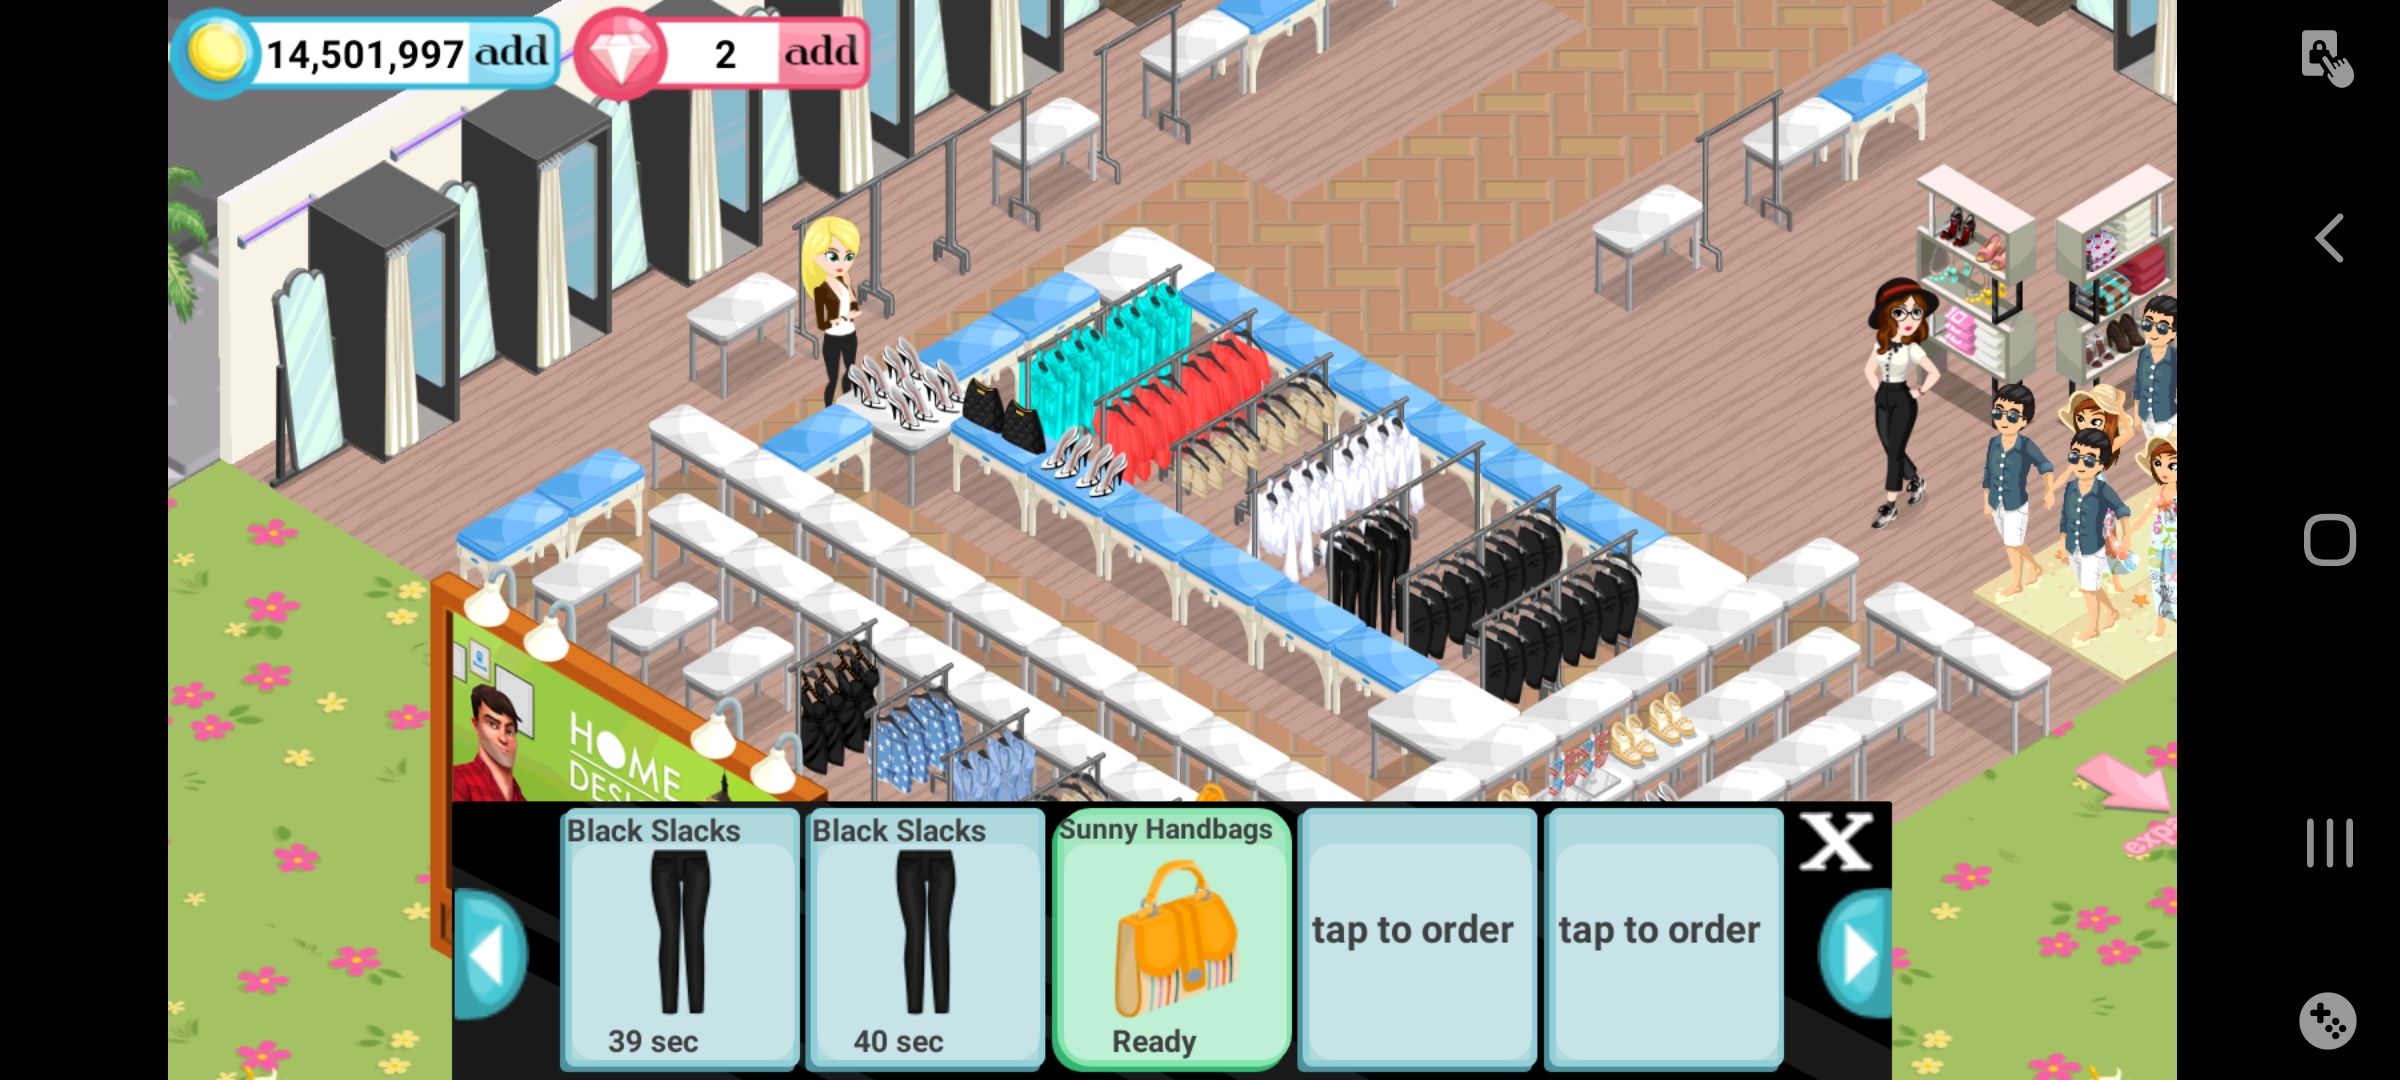 14,501,997 add
2 add
HOME
Black Slacks
39 sec
Black Slacks
40 sec
Sunny Handbags
Ready
tap to order
tap to order
X